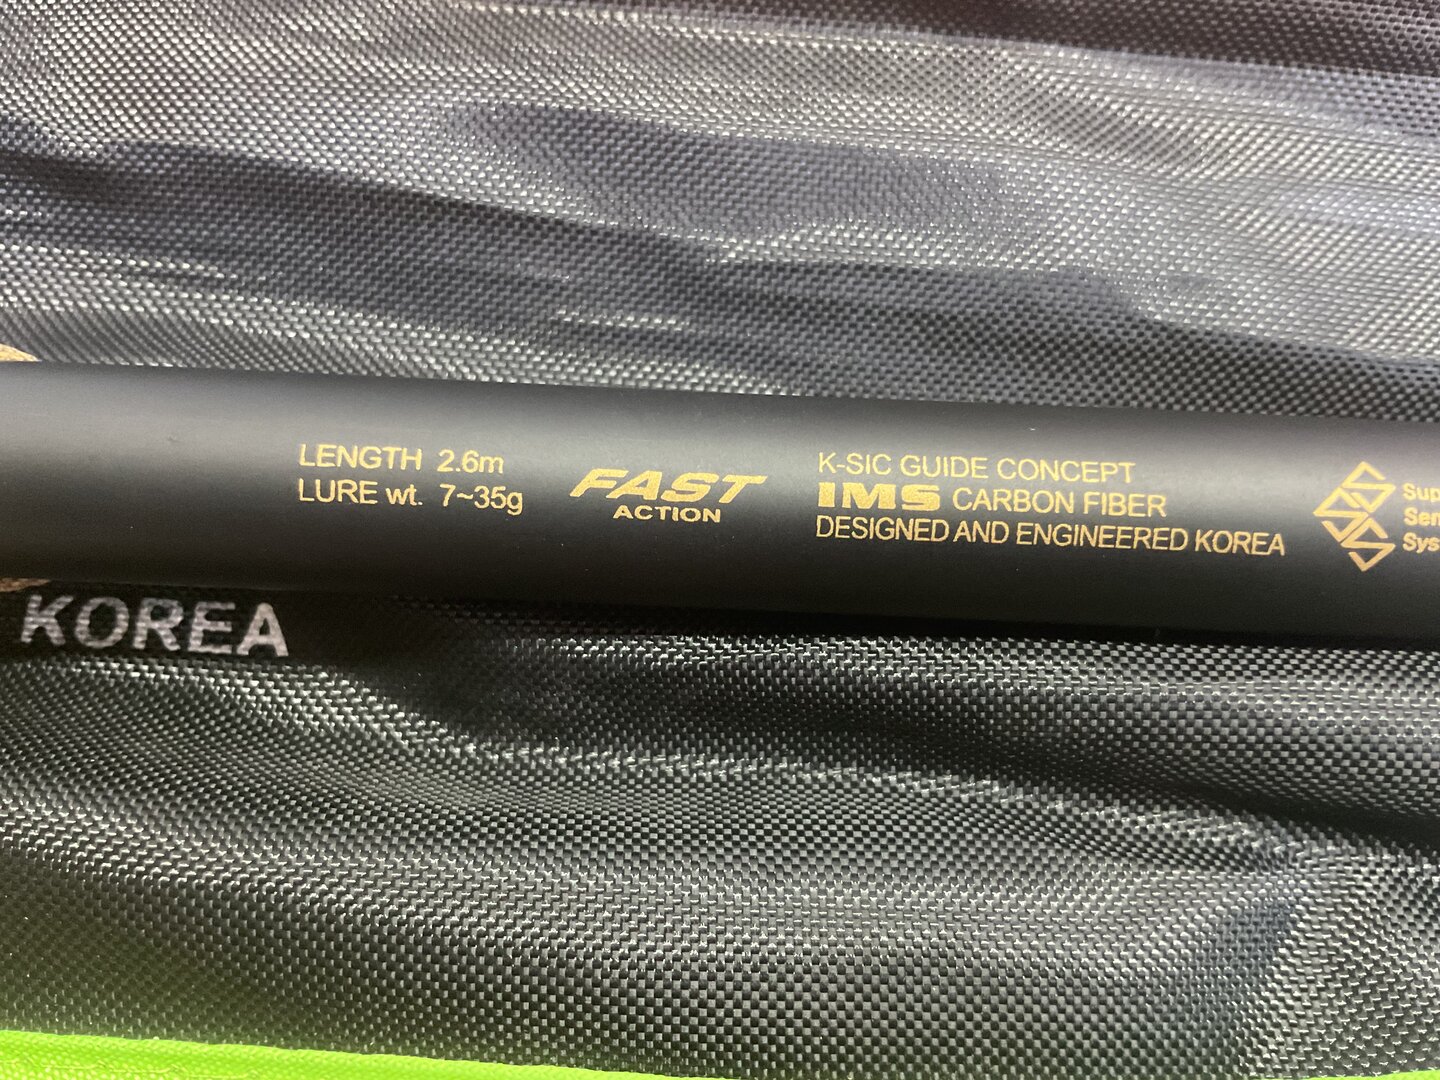 LENGTH 2.6m
LURE wt. 7~35g
FAST
ACTION
K-SIC GUIDE CONCEPT
IMS CARBON FIBER
DESIGNED AND ENGINEERED KOREA
KOREA